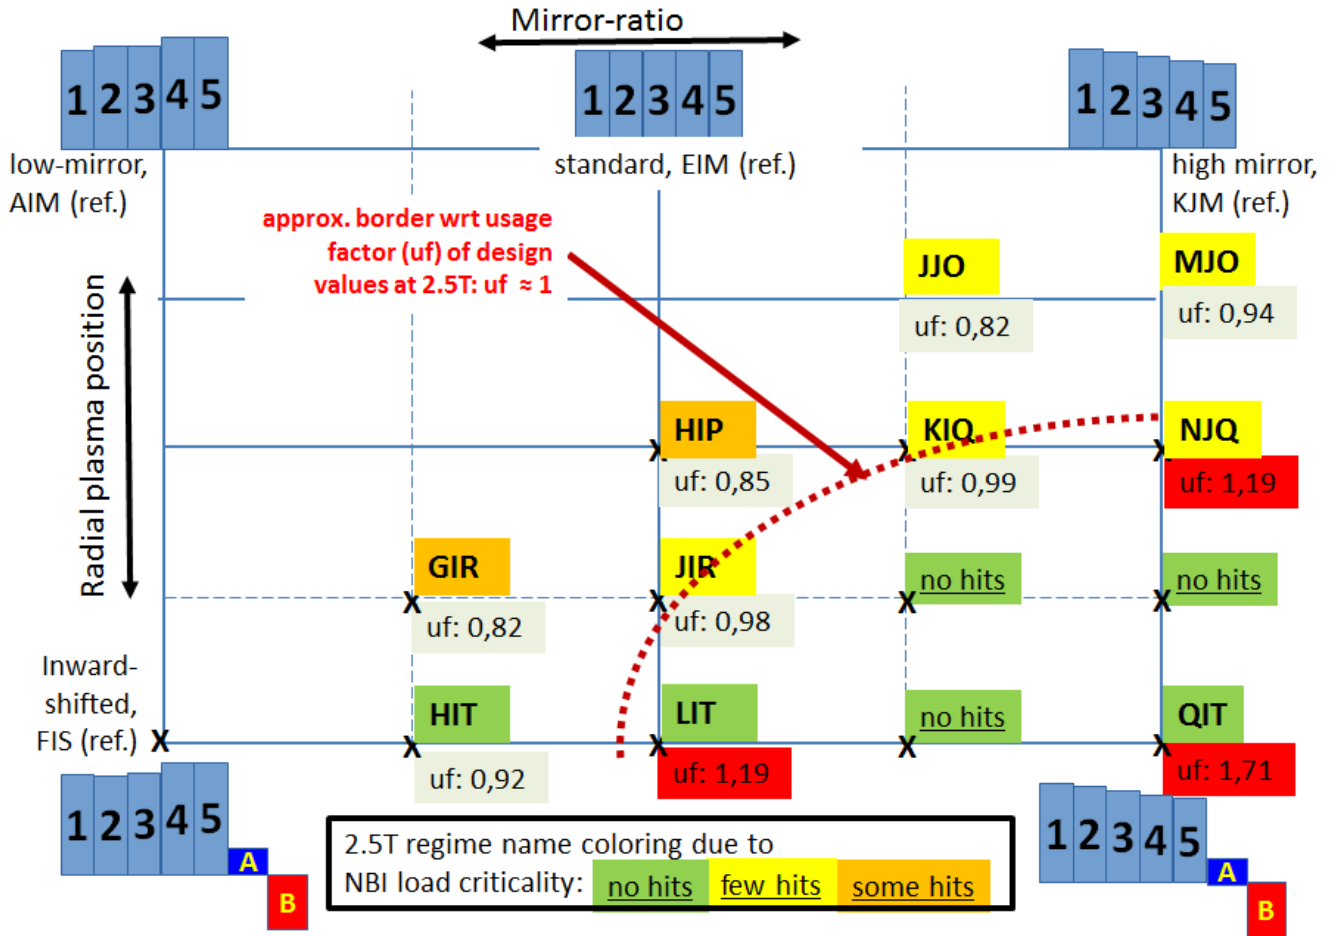 Mirror-ratio
1 2 3 4 5
1 2 3 4 5
1 2 3 4 5
low-mirror,
AIM (ref.)
standard, EIM (ref.)
high mirror,
KJM (ref.)
approx. border wrt usage
factor (uf) of design
values at 2.5T: uf ≈ 1
Radial plasma position
JJO
uf: 0,82
MJO
uf: 0,94
HIP
uf: 0,85
KIQ
uf: 0,99
NJQ
uf: 1,19
GIR
uf: 0,82
JIR
uf: 0,98
no hits
no hits
Inward-
shifted,
FIS (ref.)
X
X
X
X
X
X
X
X
X
X
X
X
HIT
uf: 0,92
LIT
uf: 1,19
no hits
QIT
uf: 1,71
1 2 3 4 5
A
B
1 2 3 4 5
A
B
2.5T regime name coloring due to
NBI load criticality: no hits few hits some hits